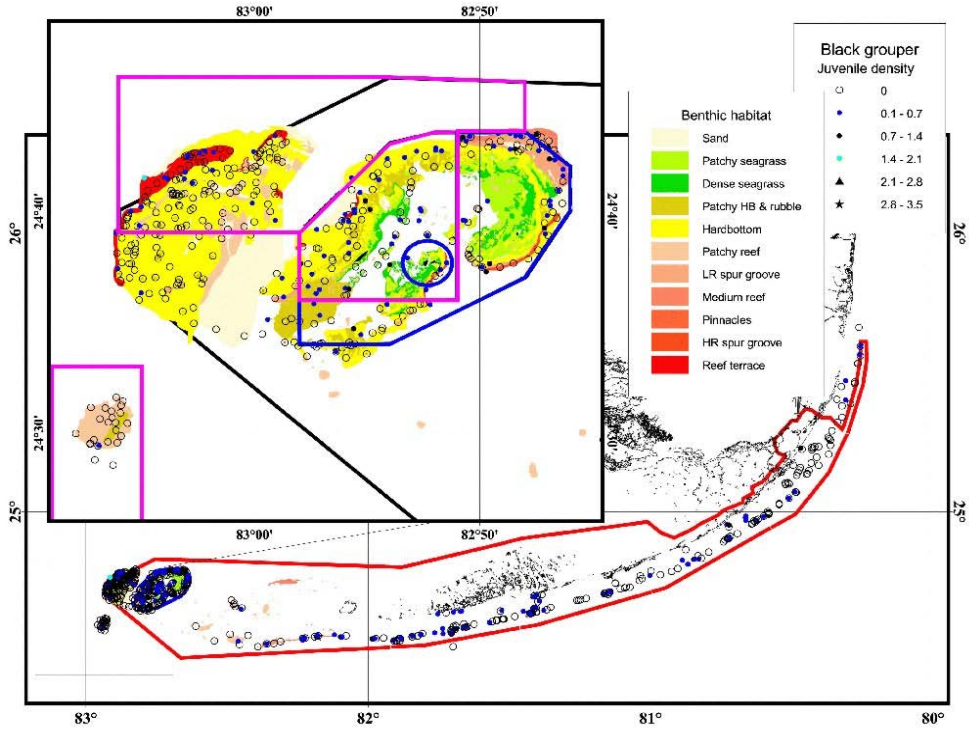 83°00'
82°50'
Black grouper
Juvenile density
0
0.1 - 0.7
0.7 - 1.4
1.4 - 2.1
2.1 - 2.8
2.8 - 3.5
Benthic habitat
Sand
Patchy seagrass
Dense seagrass
Patchy HB & rubble
Hardbottom
Patchy reef
LR spur groove
Medium reef
Pinnacles
HR spur groove
Reef terrace
26°
24°40'
24°40'
26°
24°30'
25°
25°
83°00'
82°50'
83°
82°
81°
80°